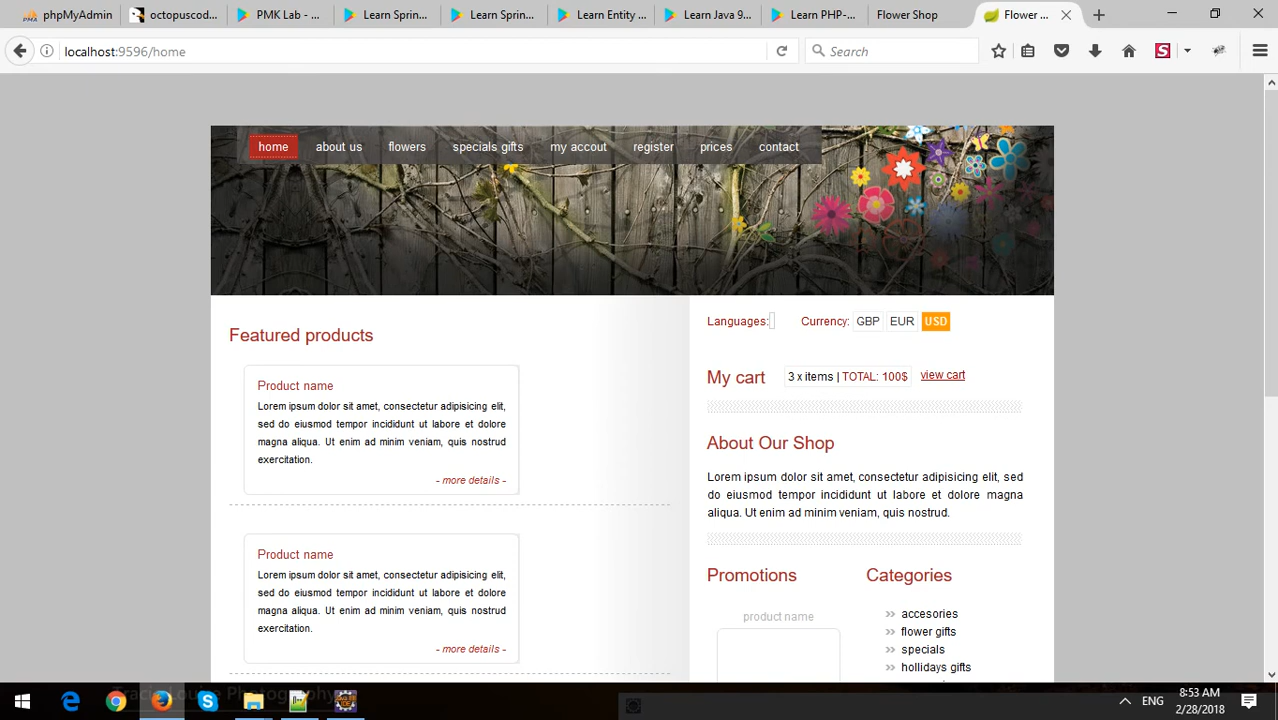 phpMyAdmin
octopuscod...
PMK Lab - ...
Learn Sprin...
Learn Sprin...
Learn Entity ...
Learn Java 9...
Learn PHP-...
Flower Shop
Flower ...
localhost:9596/home
Search
home
about us
flowers
specials gifts
my accout
register
prices
contact
Featured products
Product name
Lorem ipsum dolor sit amet, consectetur adipisicing elit,
sed do eiusmod tempor incididunt ut labore et dolore
magna aliqua. Ut enim ad minim veniam, quis nostrud
exercitation.
- more details -
Product name
Lorem ipsum dolor sit amet, consectetur adipisicing elit,
sed do eiusmod tempor incididunt ut labore et dolore
magna aliqua. Ut enim ad minim veniam, quis nostrud
exercitation.
- more details -
Languages:
Currency: GBP EUR USD
My cart
3 x items | TOTAL: 100$
view cart
About Our Shop
Lorem ipsum dolor sit amet, consectetur adipisicing elit, sed
do eiusmod tempor incididunt ut labore et dolore magna
aliqua. Ut enim ad minim veniam, quis nostrud.
Promotions
product name
Categories
accesories
flower gifts
specials
hollidays gifts
Tracie Louise Photography
ENG
8:53 AM
2/28/2018